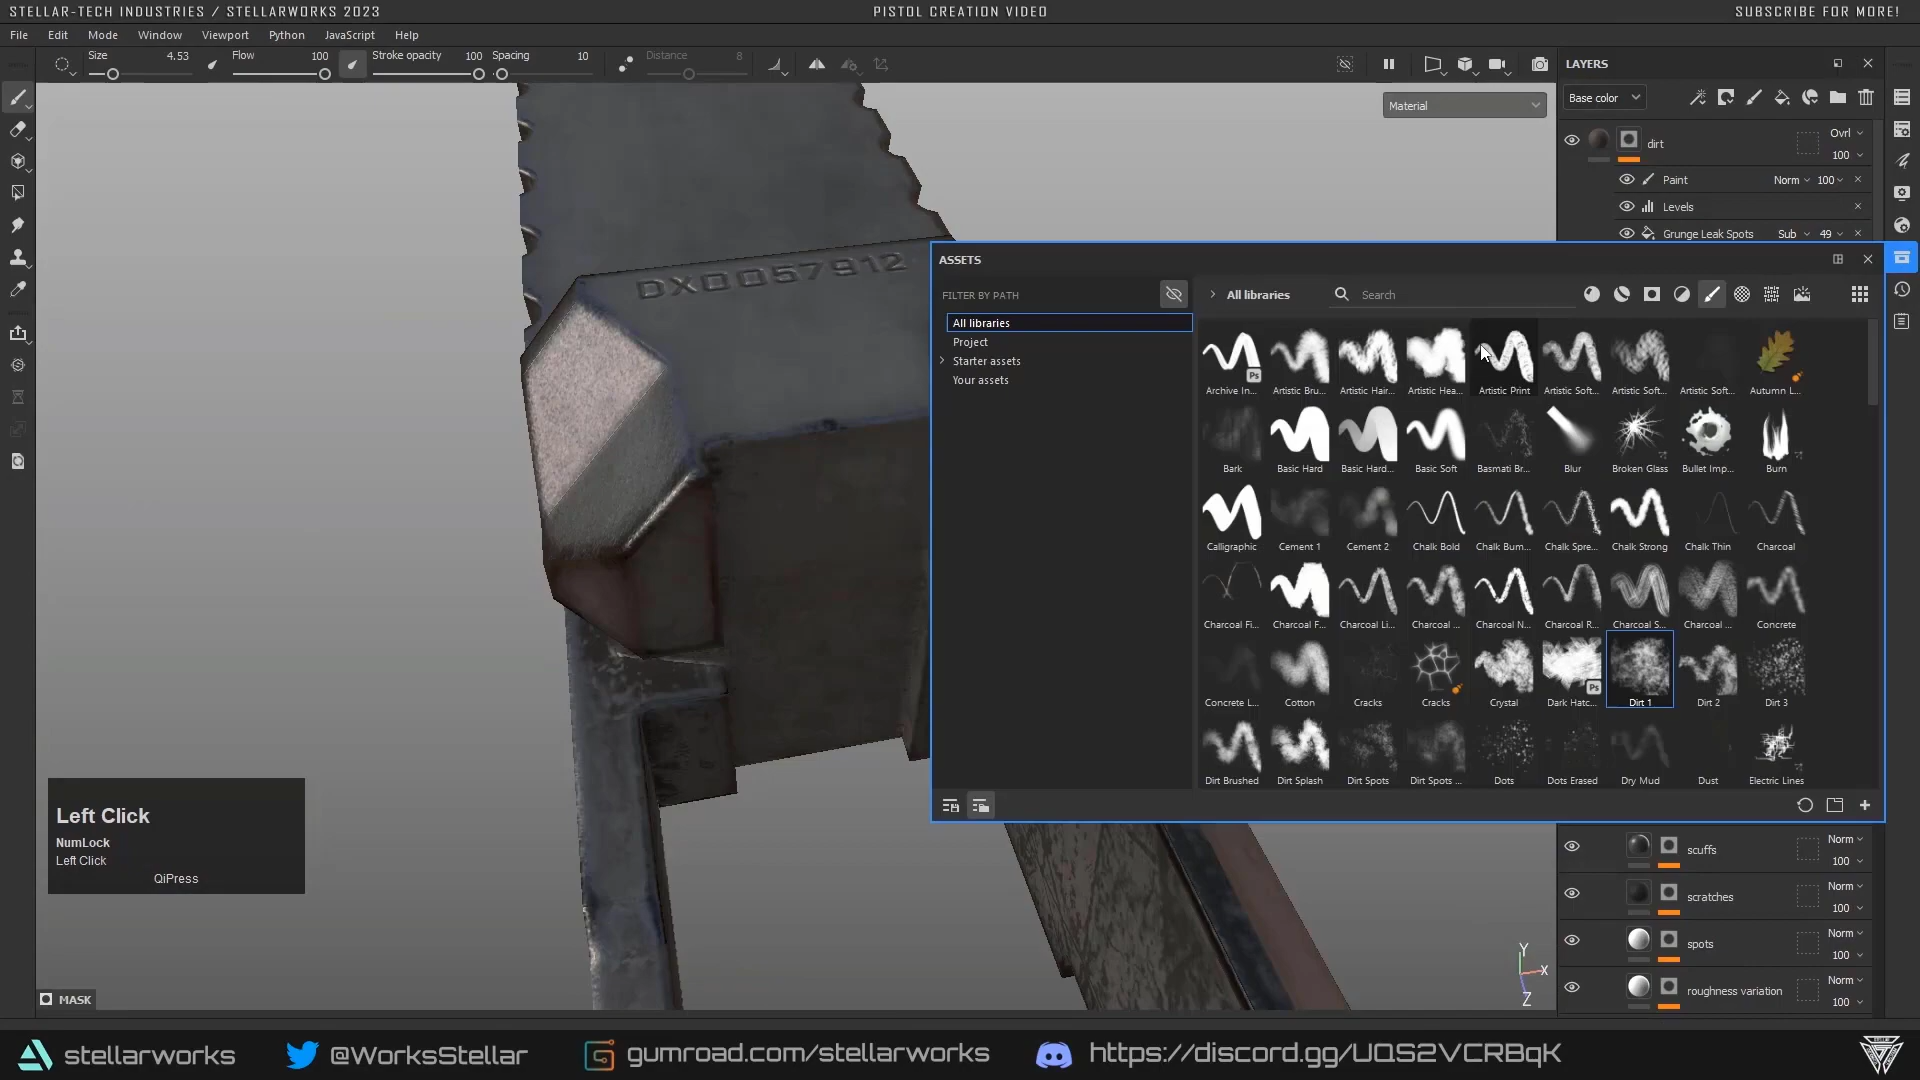 STELLAR-TECH INDUSTRIES / STELLARWORKS 2023
PISTOL CREATION VIDEO
SUBSCRIBE FOR MORE!
File Edit Mode Window Viewport Python JavaScript Help
Size 4.53 Flow 100 Stroke opacity 100 Spacing 10 Distance 8
Material
LAYERS
Base color
dirt Ovrl 100
Paint Norm 100
Levels
Grunge Leak Spots Sub 49
DX0057912
ASSETS
FILTER BY PATH
All libraries
Project
Starter assets
Your assets
All libraries Search
Archive In... Artistic Bru... Artistic Hair... Artistic Hea... Artistic Print Artistic Soft... Artistic Soft... Artistic Soft... Autumn L...
Bark Basic Hard Basic Hard... Basic Soft Basmati Br... Blur Broken Glass Bullet Imp... Burn
Calligraphic Cement 1 Cement 2 Chalk Bold Chalk Bum... Chalk Spre... Chalk Strong Chalk Thin Charcoal
Charcoal Fi... Charcoal F... Charcoal Li... Charcoal ... Charcoal N... Charcoal R... Charcoal S... Charcoal ... Concrete
Concrete L... Cotton Cracks Cracks Crystal Dark Hatc... Dirt 1 Dirt 2 Dirt 3
Dirt Brushed Dirt Splash Dirt Spots Dirt Spots ... Dots Dots Erased Dry Mud Dust Electric Lines
Ps
Ps
Left Click
NumLock
Left Click
QiPress
scuffs Norm 100
scratches Norm 100
spots Norm 100
roughness variation Norm 100
Y
X
Z
MASK
stellarworks
@WorksStellar
gumroad.com/stellarworks
https://discord.gg/UQS2VCRBqK